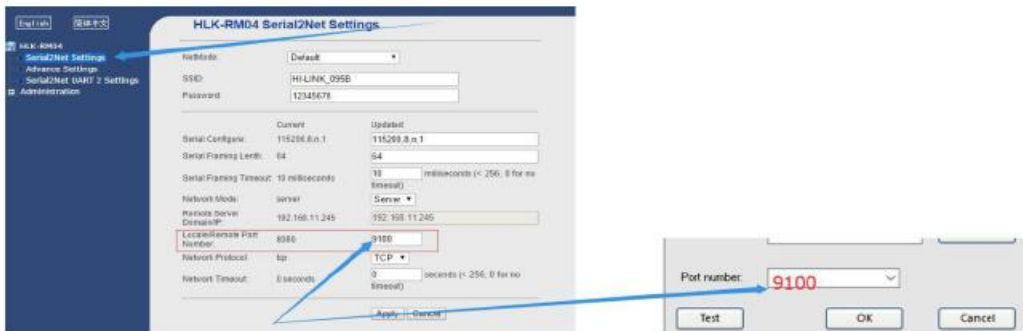 English 简体中文
HLK-RM04 Serial2Net Settings
HLK-RM04
Serial2Net Settings
Advance Settings
Serial2Net UART 2 Settings
Administration
NetMode: Default
SSID: HI-LINK_095B
Password: 12345678
Current Updated
Serial Configure: 115200,8,n,1 115200,8,n,1
Serial Framing Lenth: 64 64
Serial Framing Timeout: 10 milliseconds 10 milliseconds (< 256, 0 for no timeout)
Network Mode: server Server
Remote Server Domain/IP: 192.168.11.245 192.168.11.245
Locale/Remote Port Number: 8080 9100
Network Protocol: tcp TCP
Network Timeout: 0 seconds 0 seconds (< 256, 0 for no timeout)
Apply Cancel
Port number: 9100
Test OK Cancel